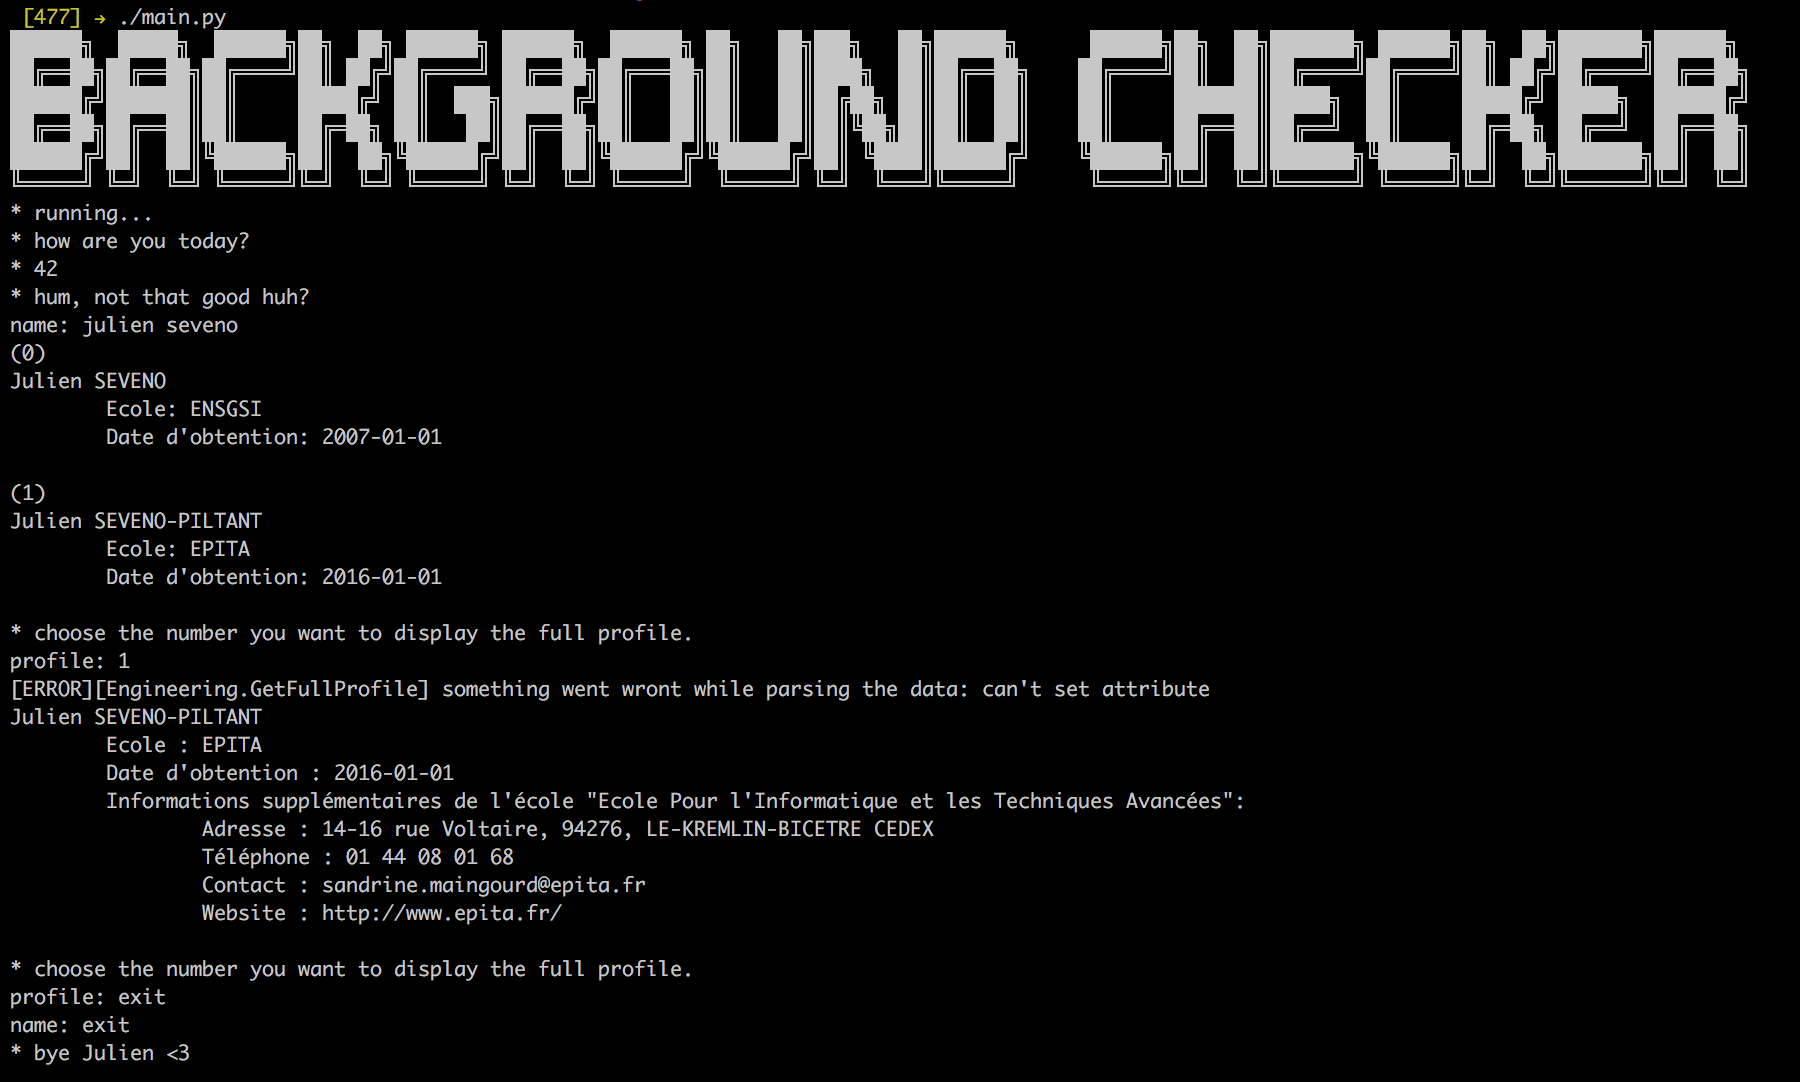 [477] → ./main.py
BACKGROUND CHECKER
* running...
* how are you today?
* 42
* hum, not that good huh?
name: julien seveno
(0)
Julien SEVENO
Ecole: ENSGSI
Date d'obtention: 2007-01-01
(1)
Julien SEVENO-PILTANT
Ecole: EPITA
Date d'obtention: 2016-01-01
* choose the number you want to display the full profile.
profile: 1
[ERROR][Engineering.GetFullProfile] something went wront while parsing the data: can't set attribute
Julien SEVENO-PILTANT
Ecole : EPITA
Date d'obtention : 2016-01-01
Informations supplémentaires de l'école "Ecole Pour l'Informatique et les Techniques Avancées":
Adresse : 14-16 rue Voltaire, 94276, LE-KREMLIN-BICETRE CEDEX
Téléphone : 01 44 08 01 68
Contact : sandrine.maingourd@epita.fr
Website : http://www.epita.fr/
* choose the number you want to display the full profile.
profile: exit
name: exit
* bye Julien <3